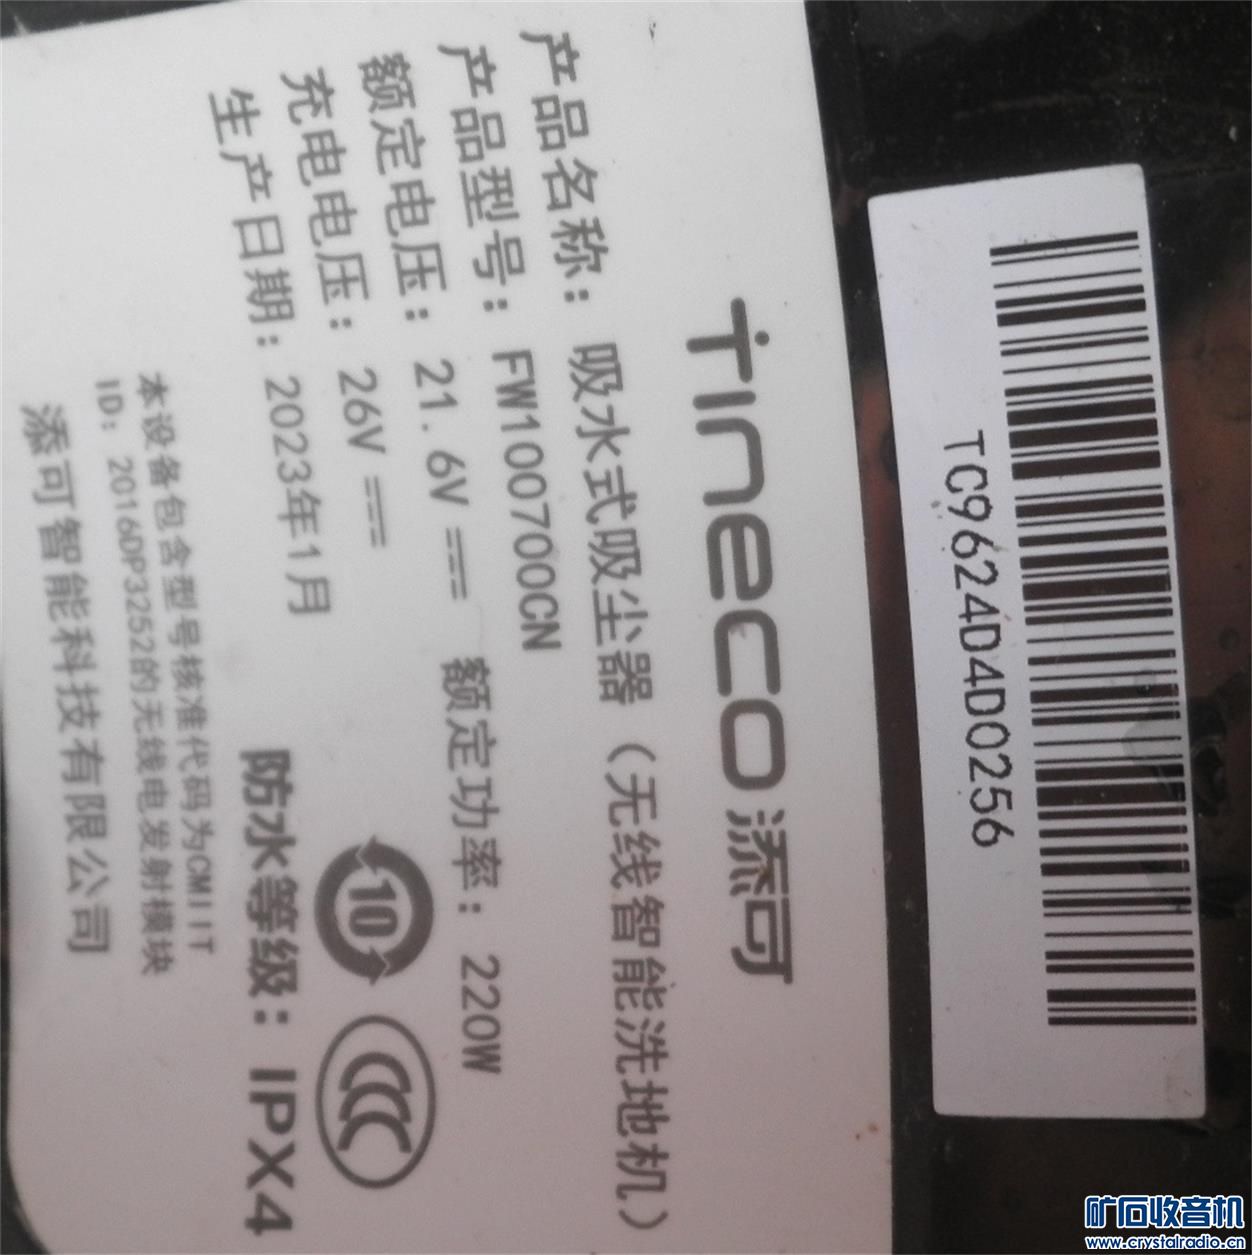 TINECO 添可
产品名称：吸水式吸尘器（无线智能洗地机）
产品型号：FW100700CN
额定电压：21.6V 额定功率：220W
充电电压：26V
生产日期：2023年1月
防水等级：IPX4
10
CCC
本设备包含型号核准代码为CMIIT
ID：2016DP3252的无线电发射模块
添可智能科技有限公司
TC9624D4D0256
矿石收音机
www.crystalradio.cn